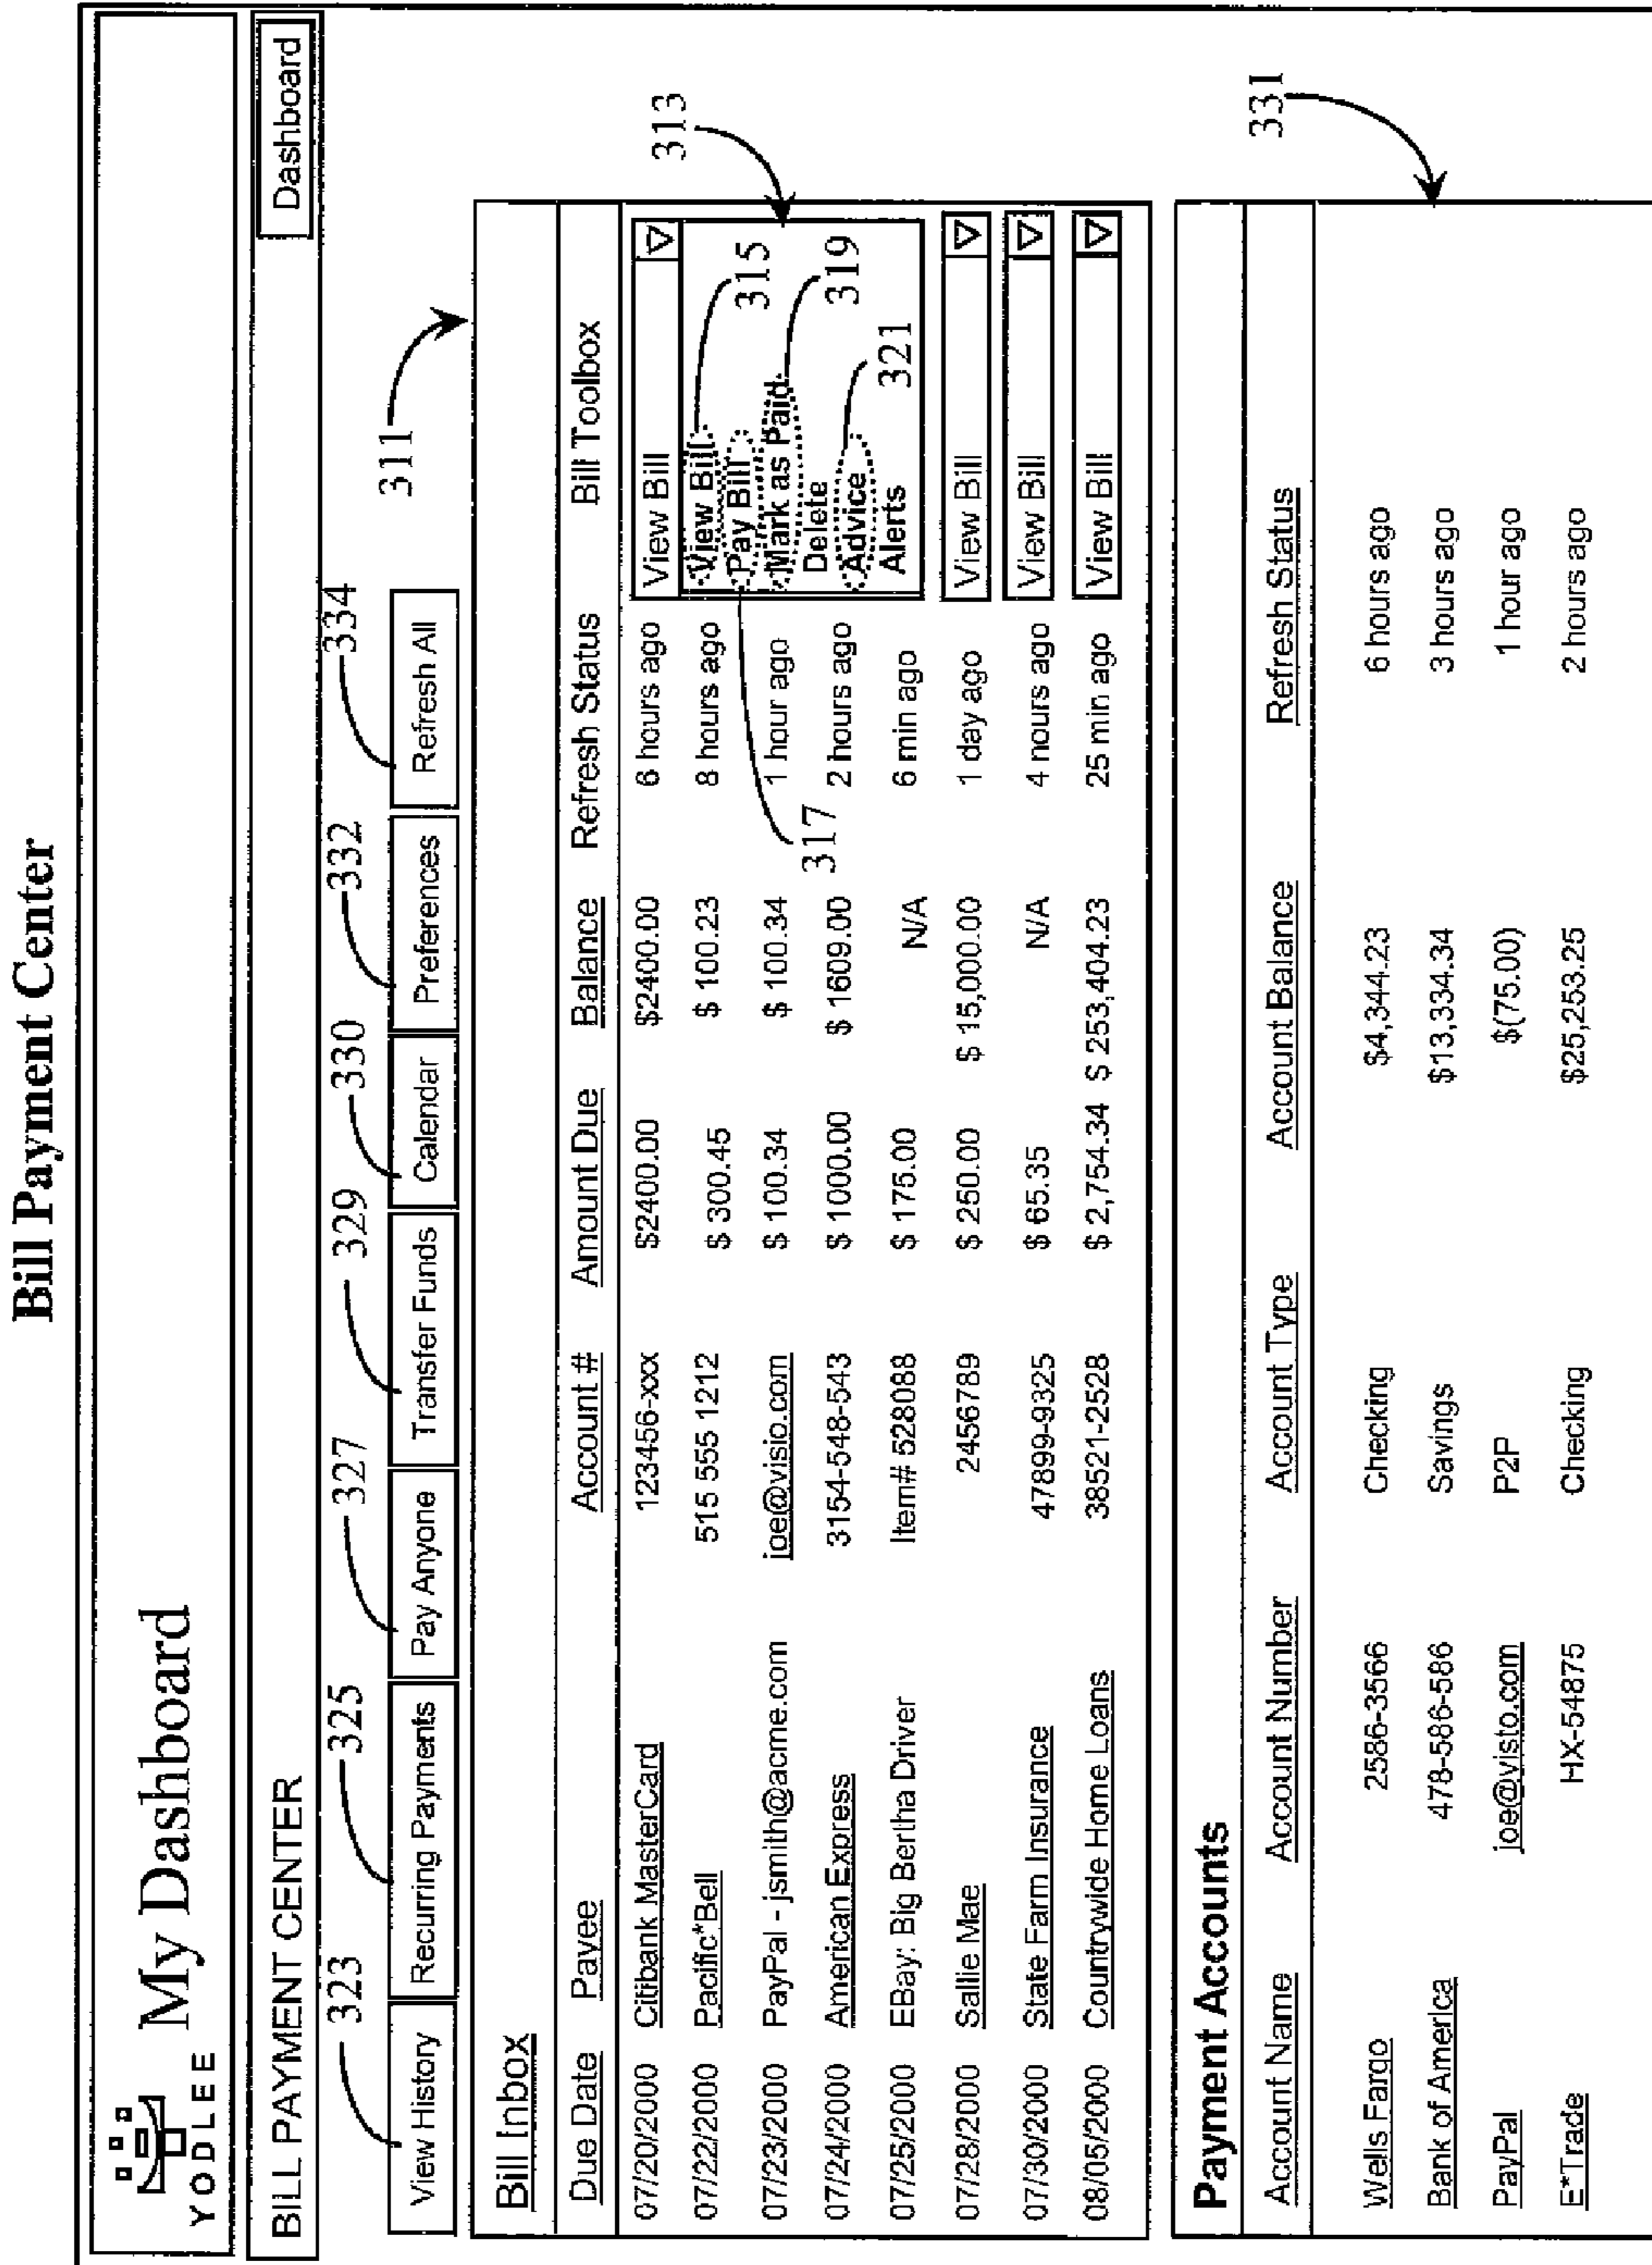 Bill Payment Center
YODLEE My Dashboard
BILL PAYMENT CENTER Dashboard
323 325 327 329 330 332 334
View History Recurring Payments Pay Anyone Transfer Funds Calendar Preferences Refresh All
311
Bill Inbox
Due Date Payee Account # Amount Due Balance Refresh Status Bill Toolbox
07/20/2000 Citibank MasterCard 123456-xxx $2400.00 $2400.00 6 hours ago View Bill
313
07/22/2000 Pacific*Bell 515 555 1212 $ 300.45 $ 100.23 8 hours ago View Bill
Pay Bill 315
07/23/2000 PayPal - jsmith@acme.com joe@visio.com $ 100.34 $ 100.34 1 hour ago Mark as Paid
317 Delete 319
07/24/2000 American Express 3154-548-543 $ 1000.00 $ 1609.00 2 hours ago Advice
07/25/2000 EBay: Big Bertha Driver Item# 528088 $ 175.00 N/A 6 min ago Alerts 321
07/28/2000 Sallie Mae 2456789 $ 250.00 $ 15,000.00 1 day ago View Bill
07/30/2000 State Farm Insurance 47899-9325 $ 65.35 N/A 4 nours ago View Bill
08/05/2000 Countrywide Home Loans 38521-2528 $ 2,754.34 $ 253,404.23 25 min ago View Bill
Payment Accounts
331
Account Name Account Number Account Type Account Balance Refresh Status
Wells Fargo 2586-3566 Checking $4,344.23 6 hours ago
Bank of America 478-586-586 Savings $13,334.34 3 hours ago
PayPal joe@visto.com P2P $(75.00) 1 hour ago
E*Trade HX-54875 Checking $25,253.25 2 hours ago